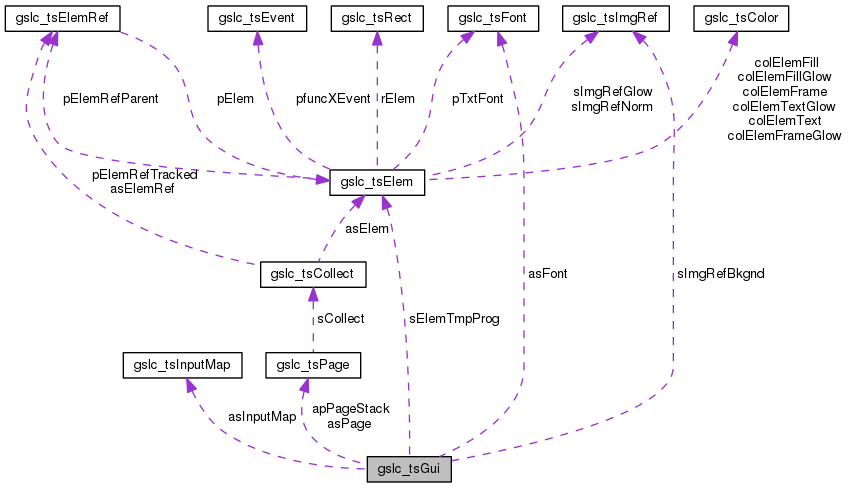 gslc_tsElemRef
gslc_tsEvent
gslc_tsRect
gslc_tsFont
gslc_tsImgRef
gslc_tsColor
pElemRefParent
pElem
pfuncXEvent
rElem
pTxtFont
sImgRefGlow
sImgRefNorm
colElemFill
colElemFillGlow
colElemFrame
colElemTextGlow
colElemText
colElemFrameGlow
gslc_tsElem
pElemRefTracked
asElemRef
asElem
gslc_tsCollect
asFont
sImgRefBkgnd
sCollect
sElemTmpProg
gslc_tsInputMap
gslc_tsPage
asInputMap
apPageStack
asPage
gslc_tsGui